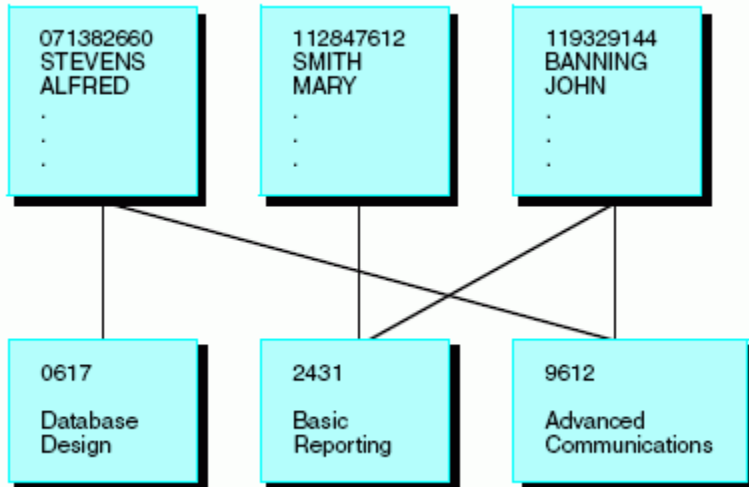 071382660
STEVENS
ALFRED
.
.
.
112847612
SMITH
MARY
.
.
.
119329144
BANNING
JOHN
.
.
.
0617
Database
Design
2431
Basic
Reporting
9612
Advanced
Communications